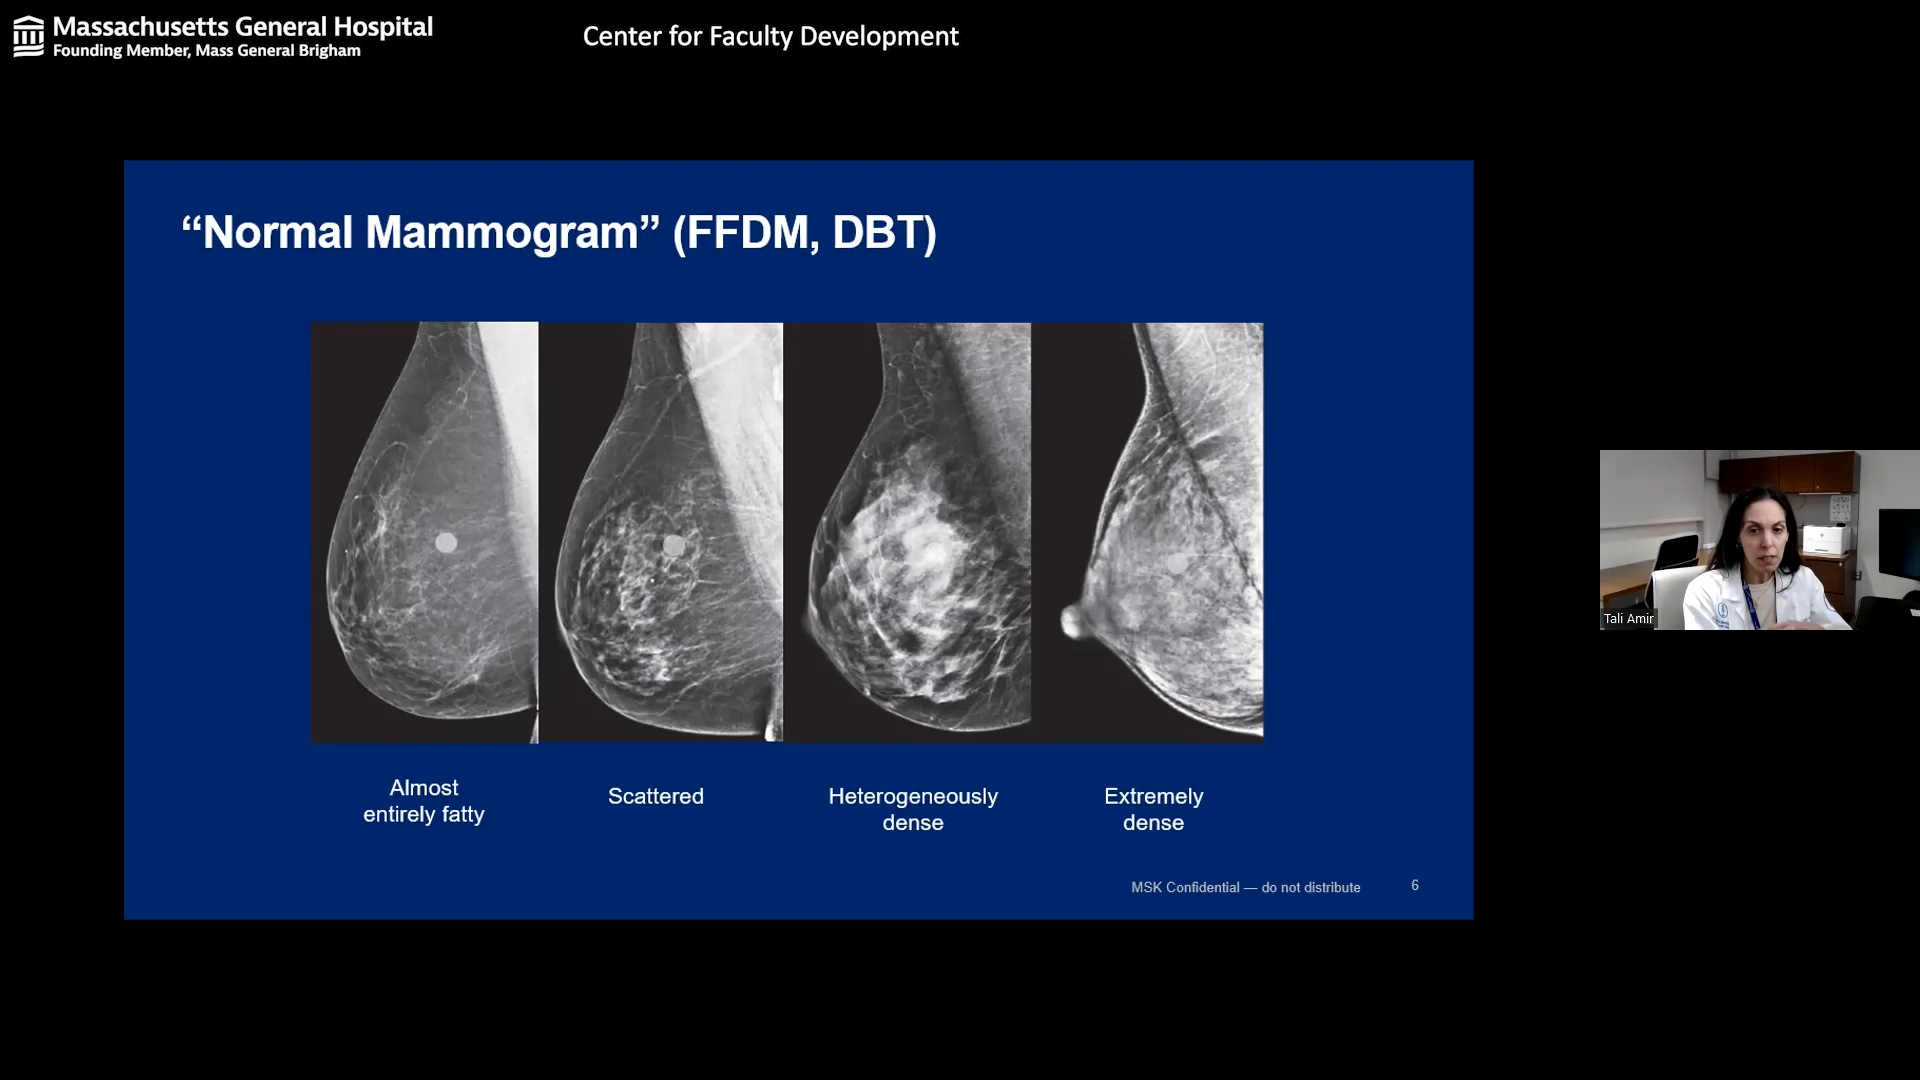 Massachusetts General Hospital
Founding Member, Mass General Brigham
Center for Faculty Development
“Normal Mammogram” (FFDM, DBT)
Almost
entirely fatty
Scattered
Heterogeneously
dense
Extremely
dense
MSK Confidential — do not distribute
6
Tali Amir